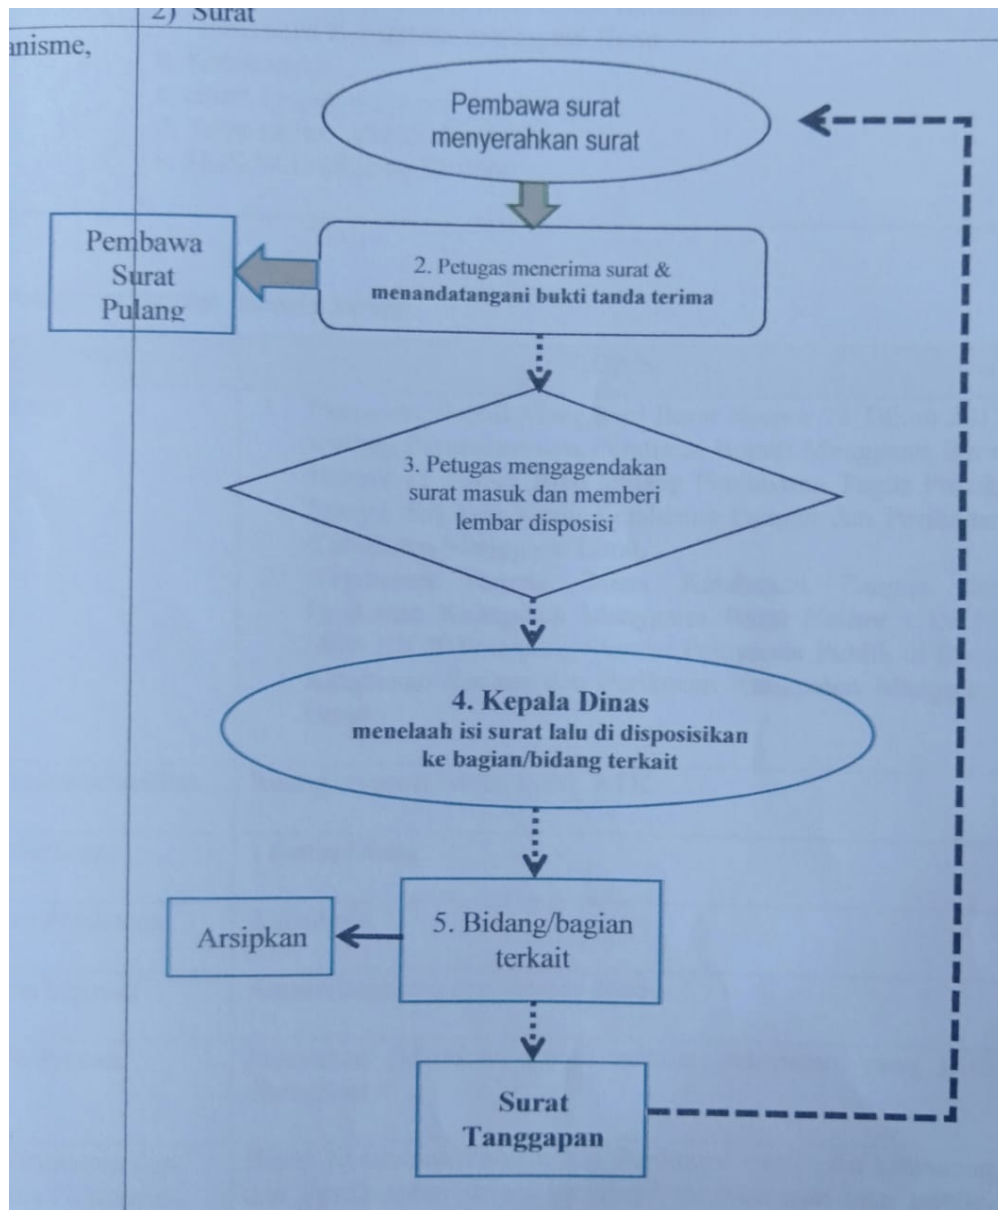 2) Surat
anisme,
Pembawa surat
menyerahkan surat
Pembawa
Surat
Pulang
2. Petugas menerima surat &
menandatangani bukti tanda terima
3. Petugas mengagendakan
surat masuk dan memberi
lembar disposisi
4. Kepala Dinas
menelaah isi surat lalu di disposisikan
ke bagian/bidang terkait
Arsipkan
5. Bidang/bagian
terkait
Surat
Tanggapan